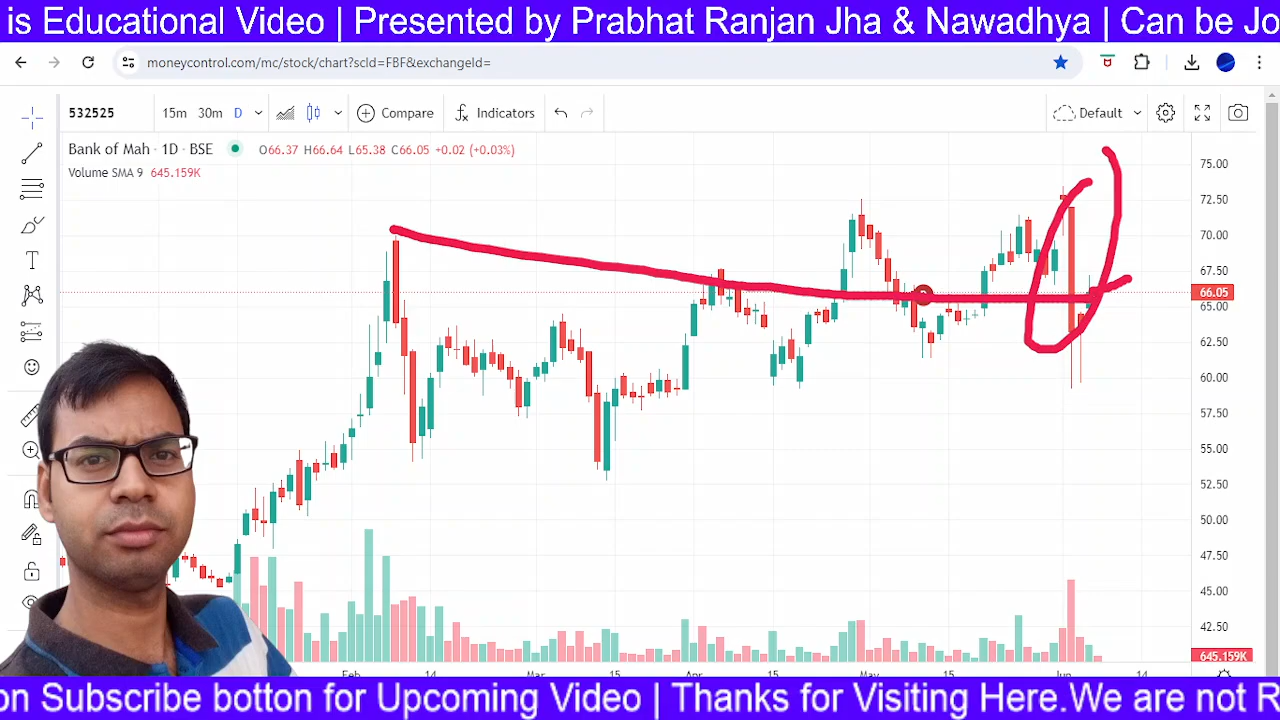 is Educational Video | Presented by Prabhat Ranjan Jha & Nawadhya | Can be Jo
moneycontrol.com/mc/stock/chart?scId=F exchangeId=
532525 15m 30m D Compare Indicators Default
Bank of Mah · 1D · BSE O66.37 H66.64 L65.38 C66.05 +0.02 (+0.03%)
Volume SMA 9 645.159K
75.00
72.50
70.00
67.50
66.05
65.00
62.50
60.00
57.50
55.00
52.50
50.00
47.50
45.00
42.50
645.159K
Feb 14 Mar 15 Apr 15 May 15 Jun 14
on Subscribe botton for Upcoming Video | Thanks for Visiting Here.We are not R